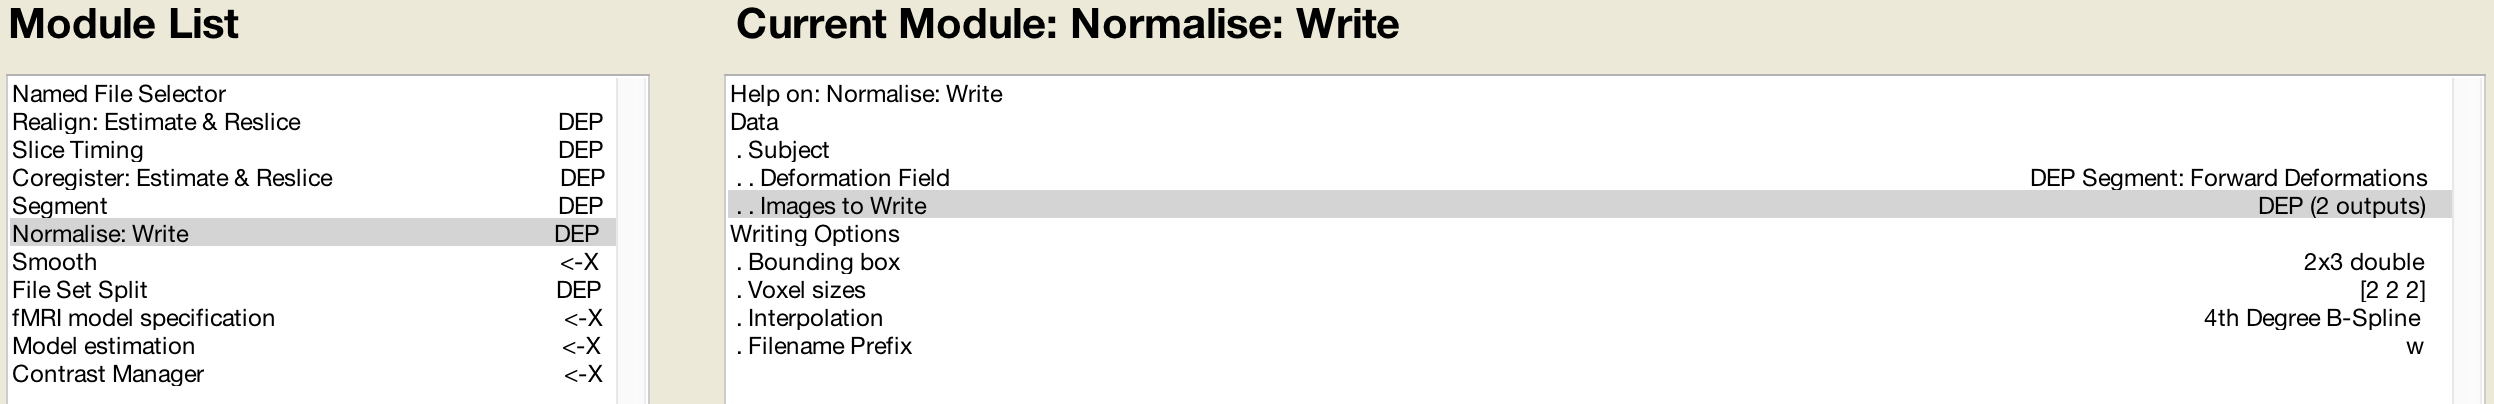 Module List
Named File Selector
Realign: Estimate & Reslice DEP
Slice Timing DEP
Coregister: Estimate & Reslice DEP
Segment DEP
Normalise: Write DEP
Smooth <-X
File Set Split DEP
fMRI model specification <-X
Model estimation <-X
Contrast Manager <-X
Current Module: Normalise: Write
Help on: Normalise: Write
Data
. Subject
. . Deformation Field DEP Segment: Forward Deformations
. . Images to Write DEP (2 outputs)
Writing Options
. Bounding box 2x3 double
. Voxel sizes [2 2 2]
. Interpolation 4th Degree B-Spline
. Filename Prefix w